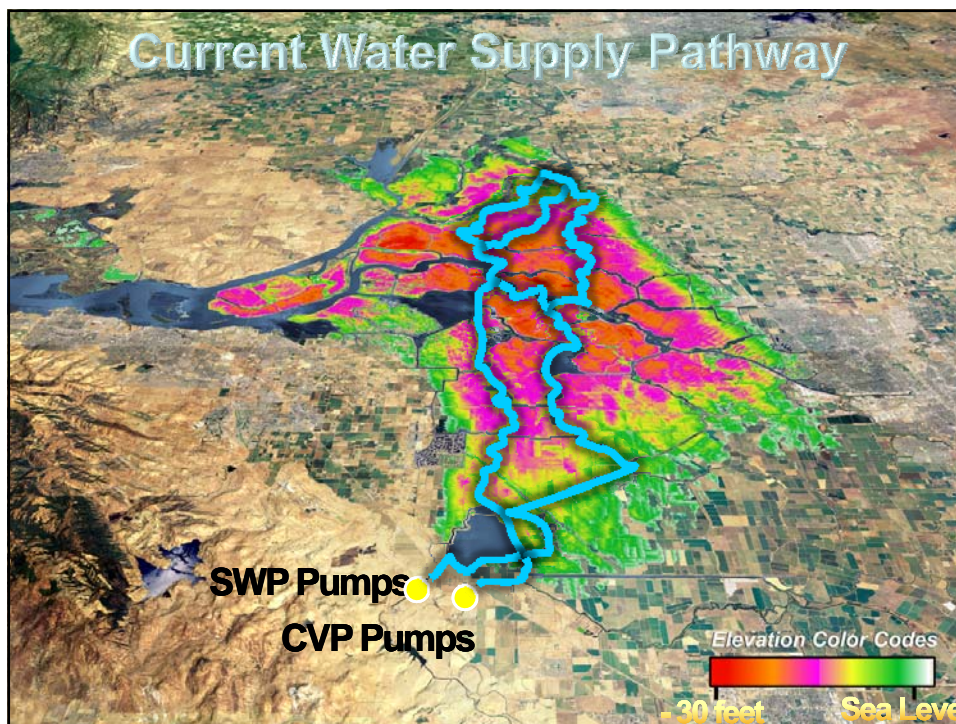 Current Water Supply Pathway
SWP Pumps
CVP Pumps
Elevation Color Codes
- 30 feet
Sea Leve